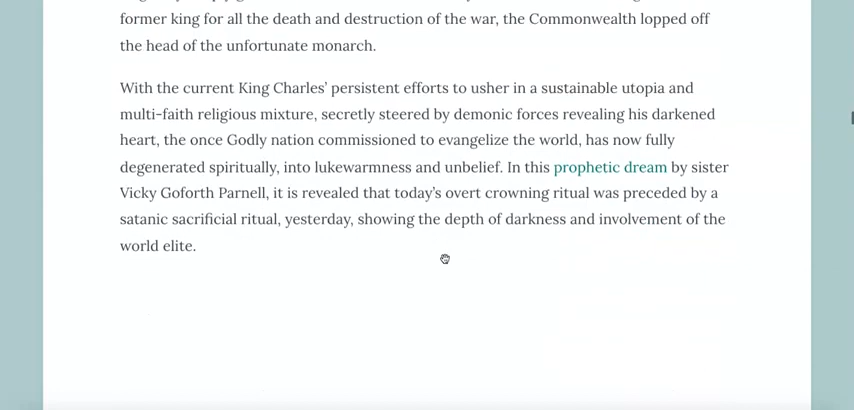 former king for all the death and destruction of the war, the Commonwealth lopped off
the head of the unfortunate monarch.
With the current King Charles’ persistent efforts to usher in a sustainable utopia and
multi-faith religious mixture, secretly steered by demonic forces revealing his darkened
heart, the once Godly nation commissioned to evangelize the world, has now fully
degenerated spiritually, into lukewarmness and unbelief. In this prophetic dream by sister
Vicky Goforth Parnell, it is revealed that today’s overt crowning ritual was preceded by a
satanic sacrificial ritual, yesterday, showing the depth of darkness and involvement of the
world elite.